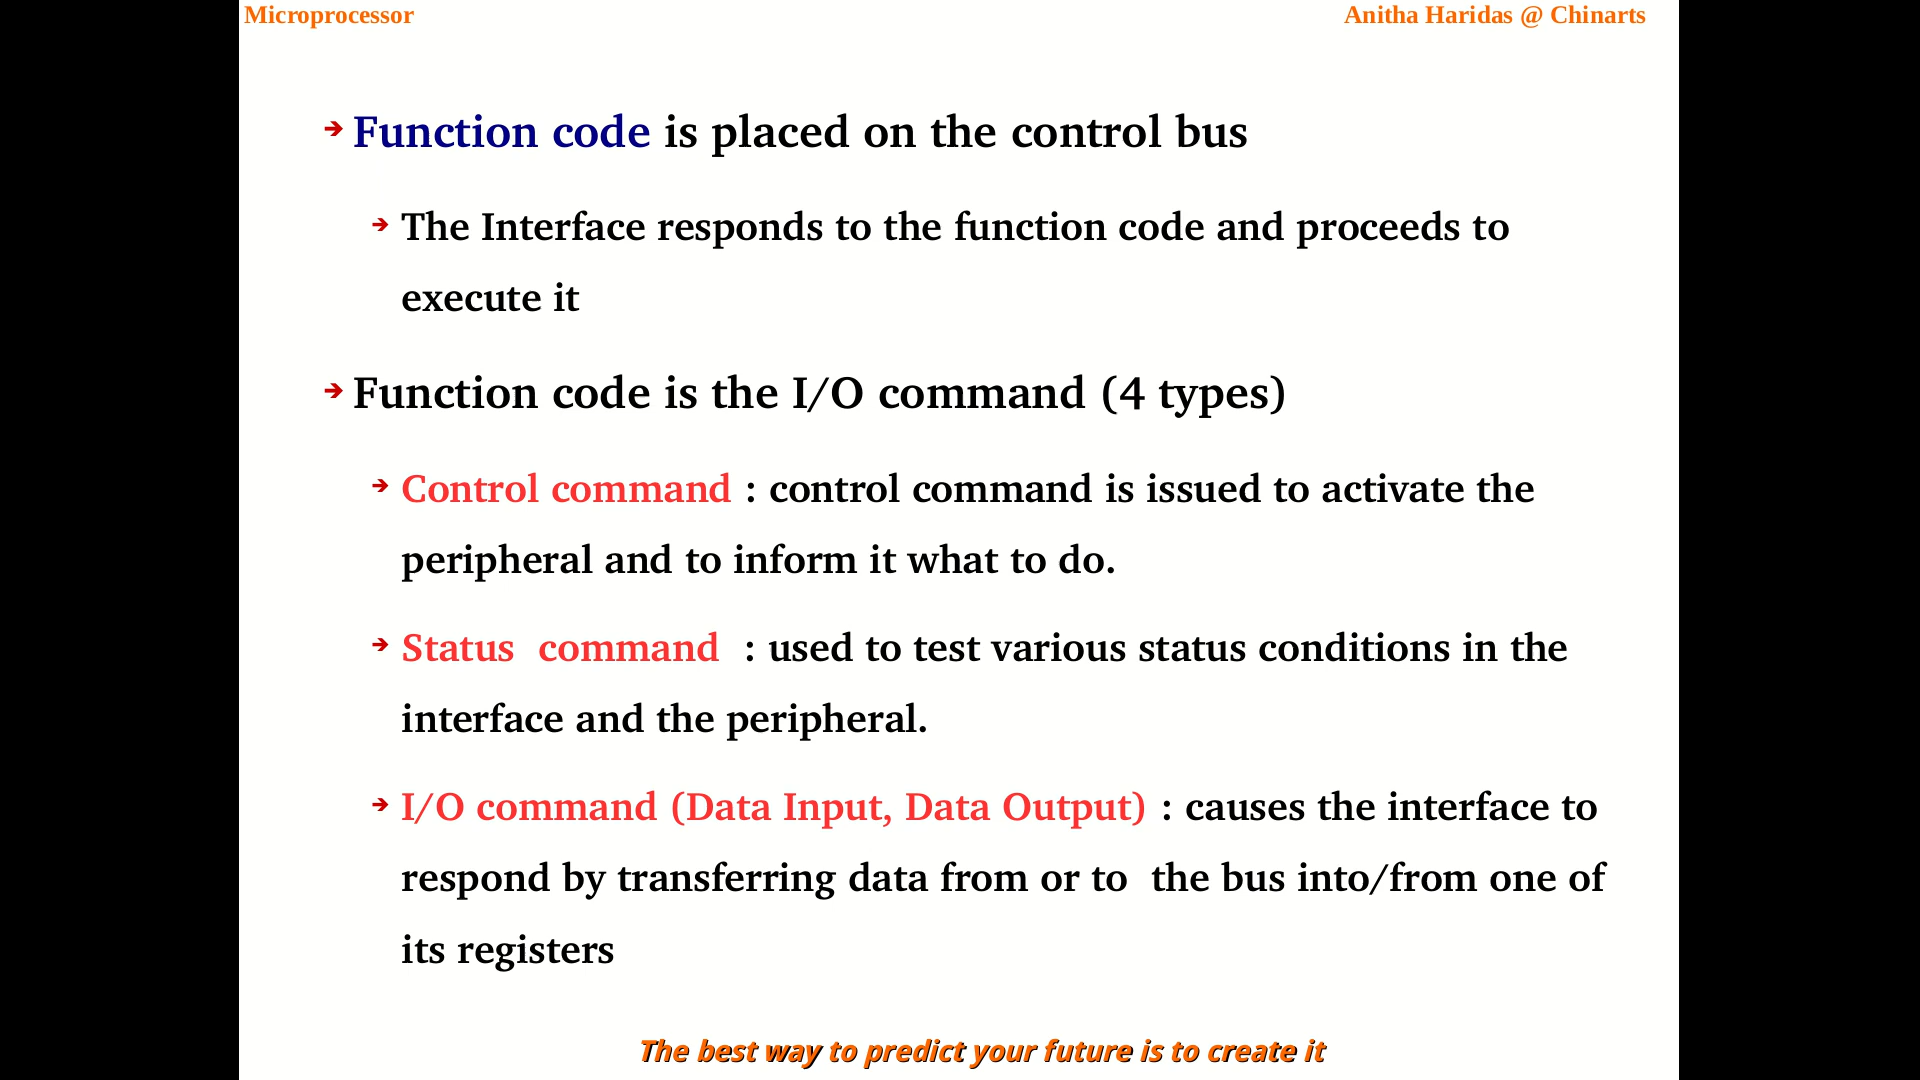 Microprocessor
Anitha Haridas @ Chinarts
➔ Function code is placed on the control bus
➔ The Interface responds to the function code and proceeds to
execute it
➔ Function code is the I/O command (4 types)
➔ Control command : control command is issued to activate the
peripheral and to inform it what to do.
➔ Status command : used to test various status conditions in the
interface and the peripheral.
➔ I/O command (Data Input, Data Output) : causes the interface to
respond by transferring data from or to the bus into/from one of
its registers
The best way to predict your future is to create it